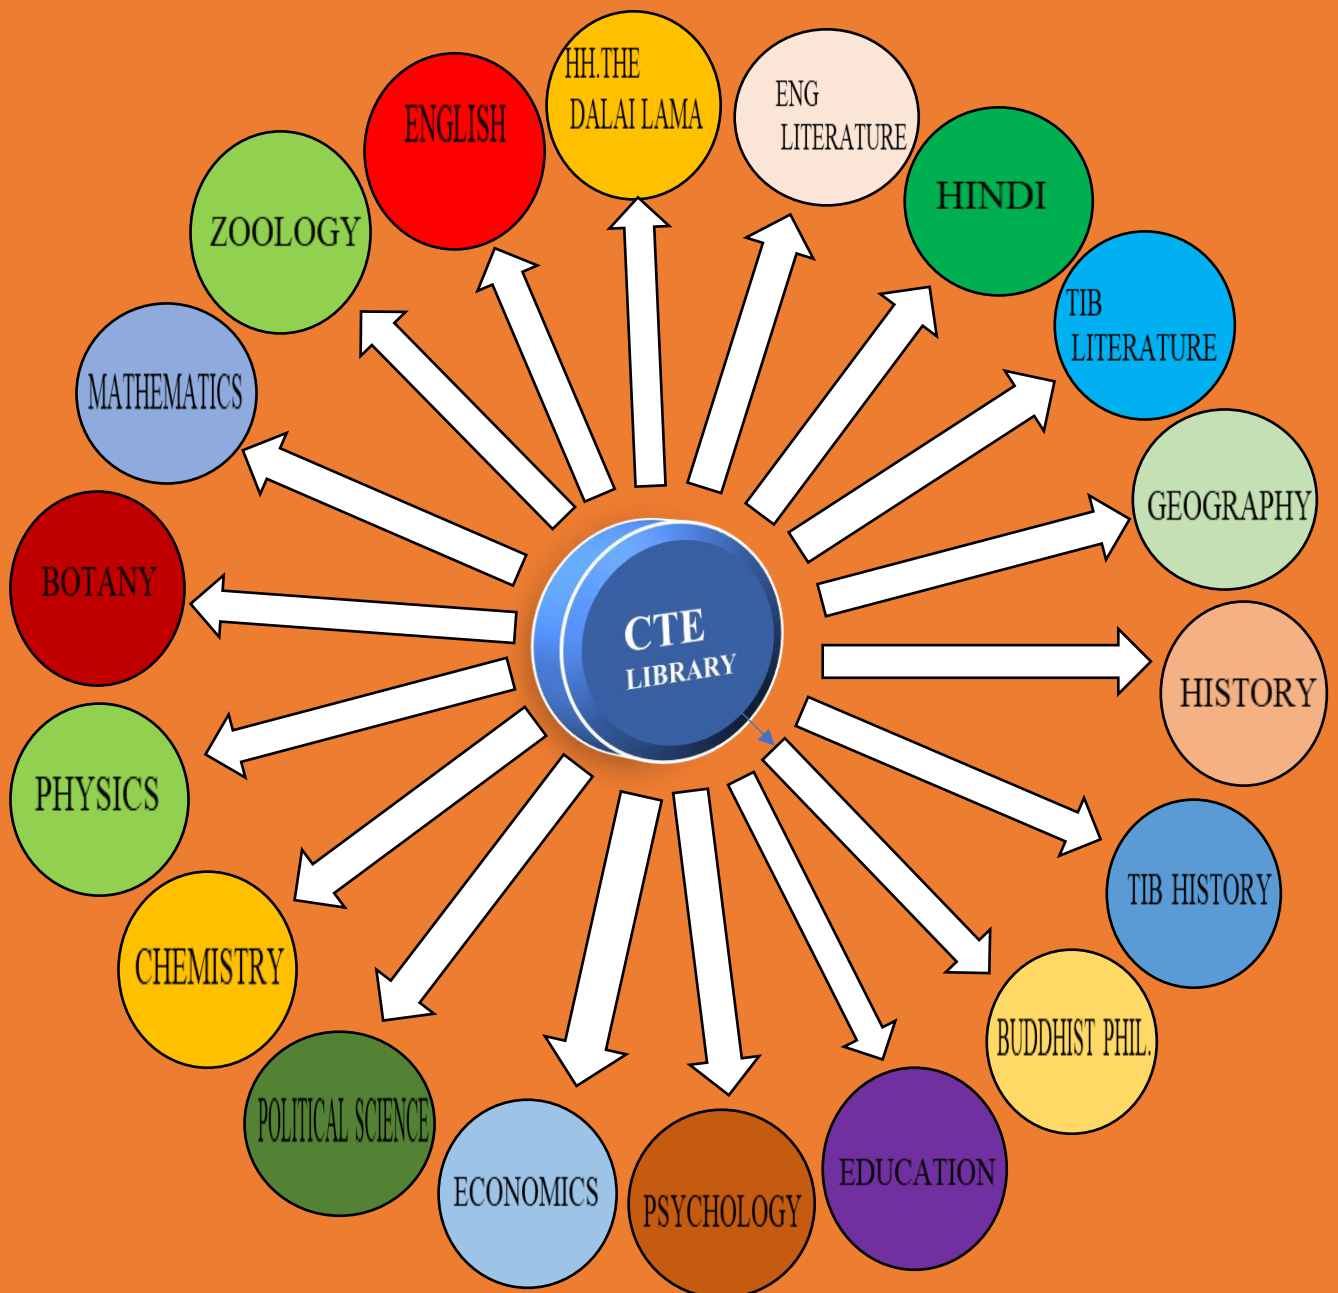 HH.THE
DALAI LAMA
ENG
LITERATURE
HINDI
TIB
LITERATURE
GEOGRAPHY
HISTORY
TIB HISTORY
BUDDHIST PHIL.
EDUCATION
PSYCHOLOGY
ECONOMICS
POLITICAL SCIENCE
CHEMISTRY
PHYSICS
BOTANY
MATHEMATICS
ZOOLOGY
ENGLISH
CTE
LIBRARY